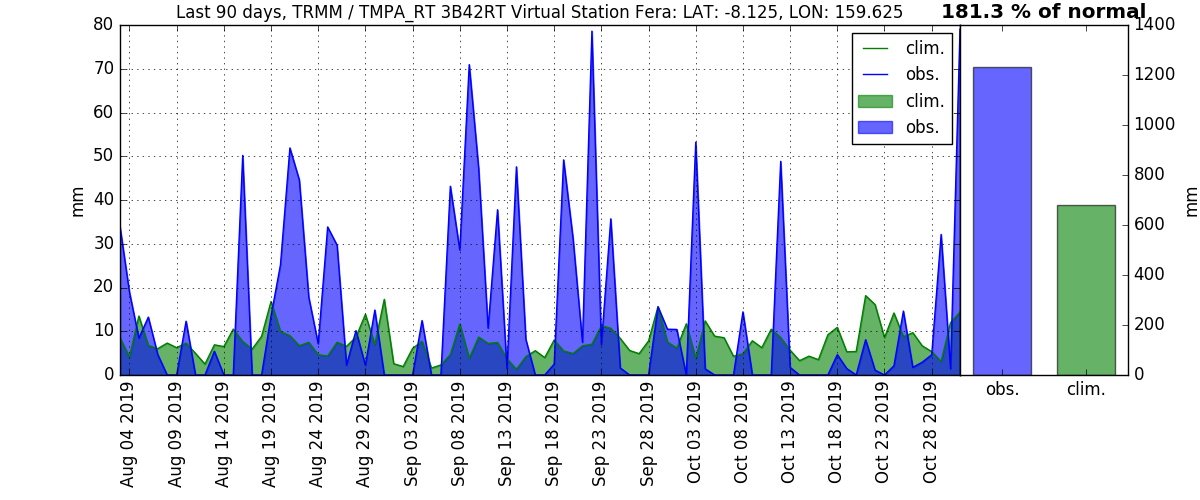 Last 90 days, TRMM / TMPA_RT 3B42RT Virtual Station Fera: LAT: -8.125, LON: 159.625
181.3 % of normal
80
70
60
50
40
30
20
10
0
mm
clim.
obs.
clim.
obs.
1400
1200
1000
800
600
400
200
0
mm
obs.
clim.
Aug 04 2019
Aug 09 2019
Aug 14 2019
Aug 19 2019
Aug 24 2019
Aug 29 2019
Sep 03 2019
Sep 08 2019
Sep 13 2019
Sep 18 2019
Sep 23 2019
Sep 28 2019
Oct 03 2019
Oct 08 2019
Oct 13 2019
Oct 18 2019
Oct 23 2019
Oct 28 2019